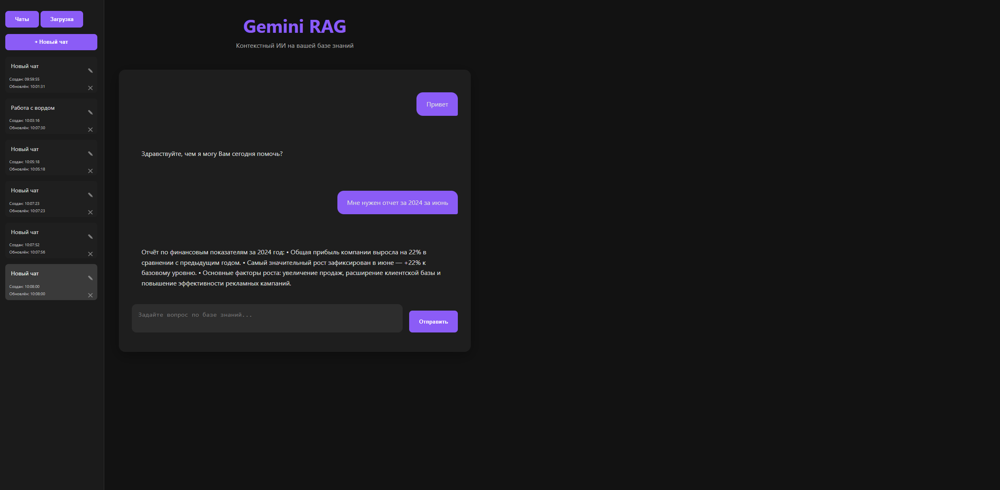 Чаты
Загрузка
+ Новый чат
Новый чат
Создан: 09:59:55
Обновлён: 10:01:31
Работа с вордом
Создан: 10:03:16
Обновлён: 10:07:30
Новый чат
Создан: 10:05:18
Обновлён: 10:05:18
Новый чат
Создан: 10:07:23
Обновлён: 10:07:23
Новый чат
Создан: 10:07:52
Обновлён: 10:07:56
Новый чат
Создан: 10:08:00
Обновлён: 10:08:00
Gemini RAG
Контекстный ИИ на вашей базе знаний
Привет
Здравствуйте, чем я могу Вам сегодня помочь?
Мне нужен отчет за 2024 за июнь
Отчёт по финансовым показателям за 2024 год: • Общая прибыль компании выросла на 22% в
сравнении с предыдущим годом. • Самый значительный рост зафиксирован в июне — +22% к
базовому уровню. • Основные факторы роста: увеличение продаж, расширение клиентской базы и
повышение эффективности рекламных кампаний.
Задайте вопрос по базе знаний...
Отправить